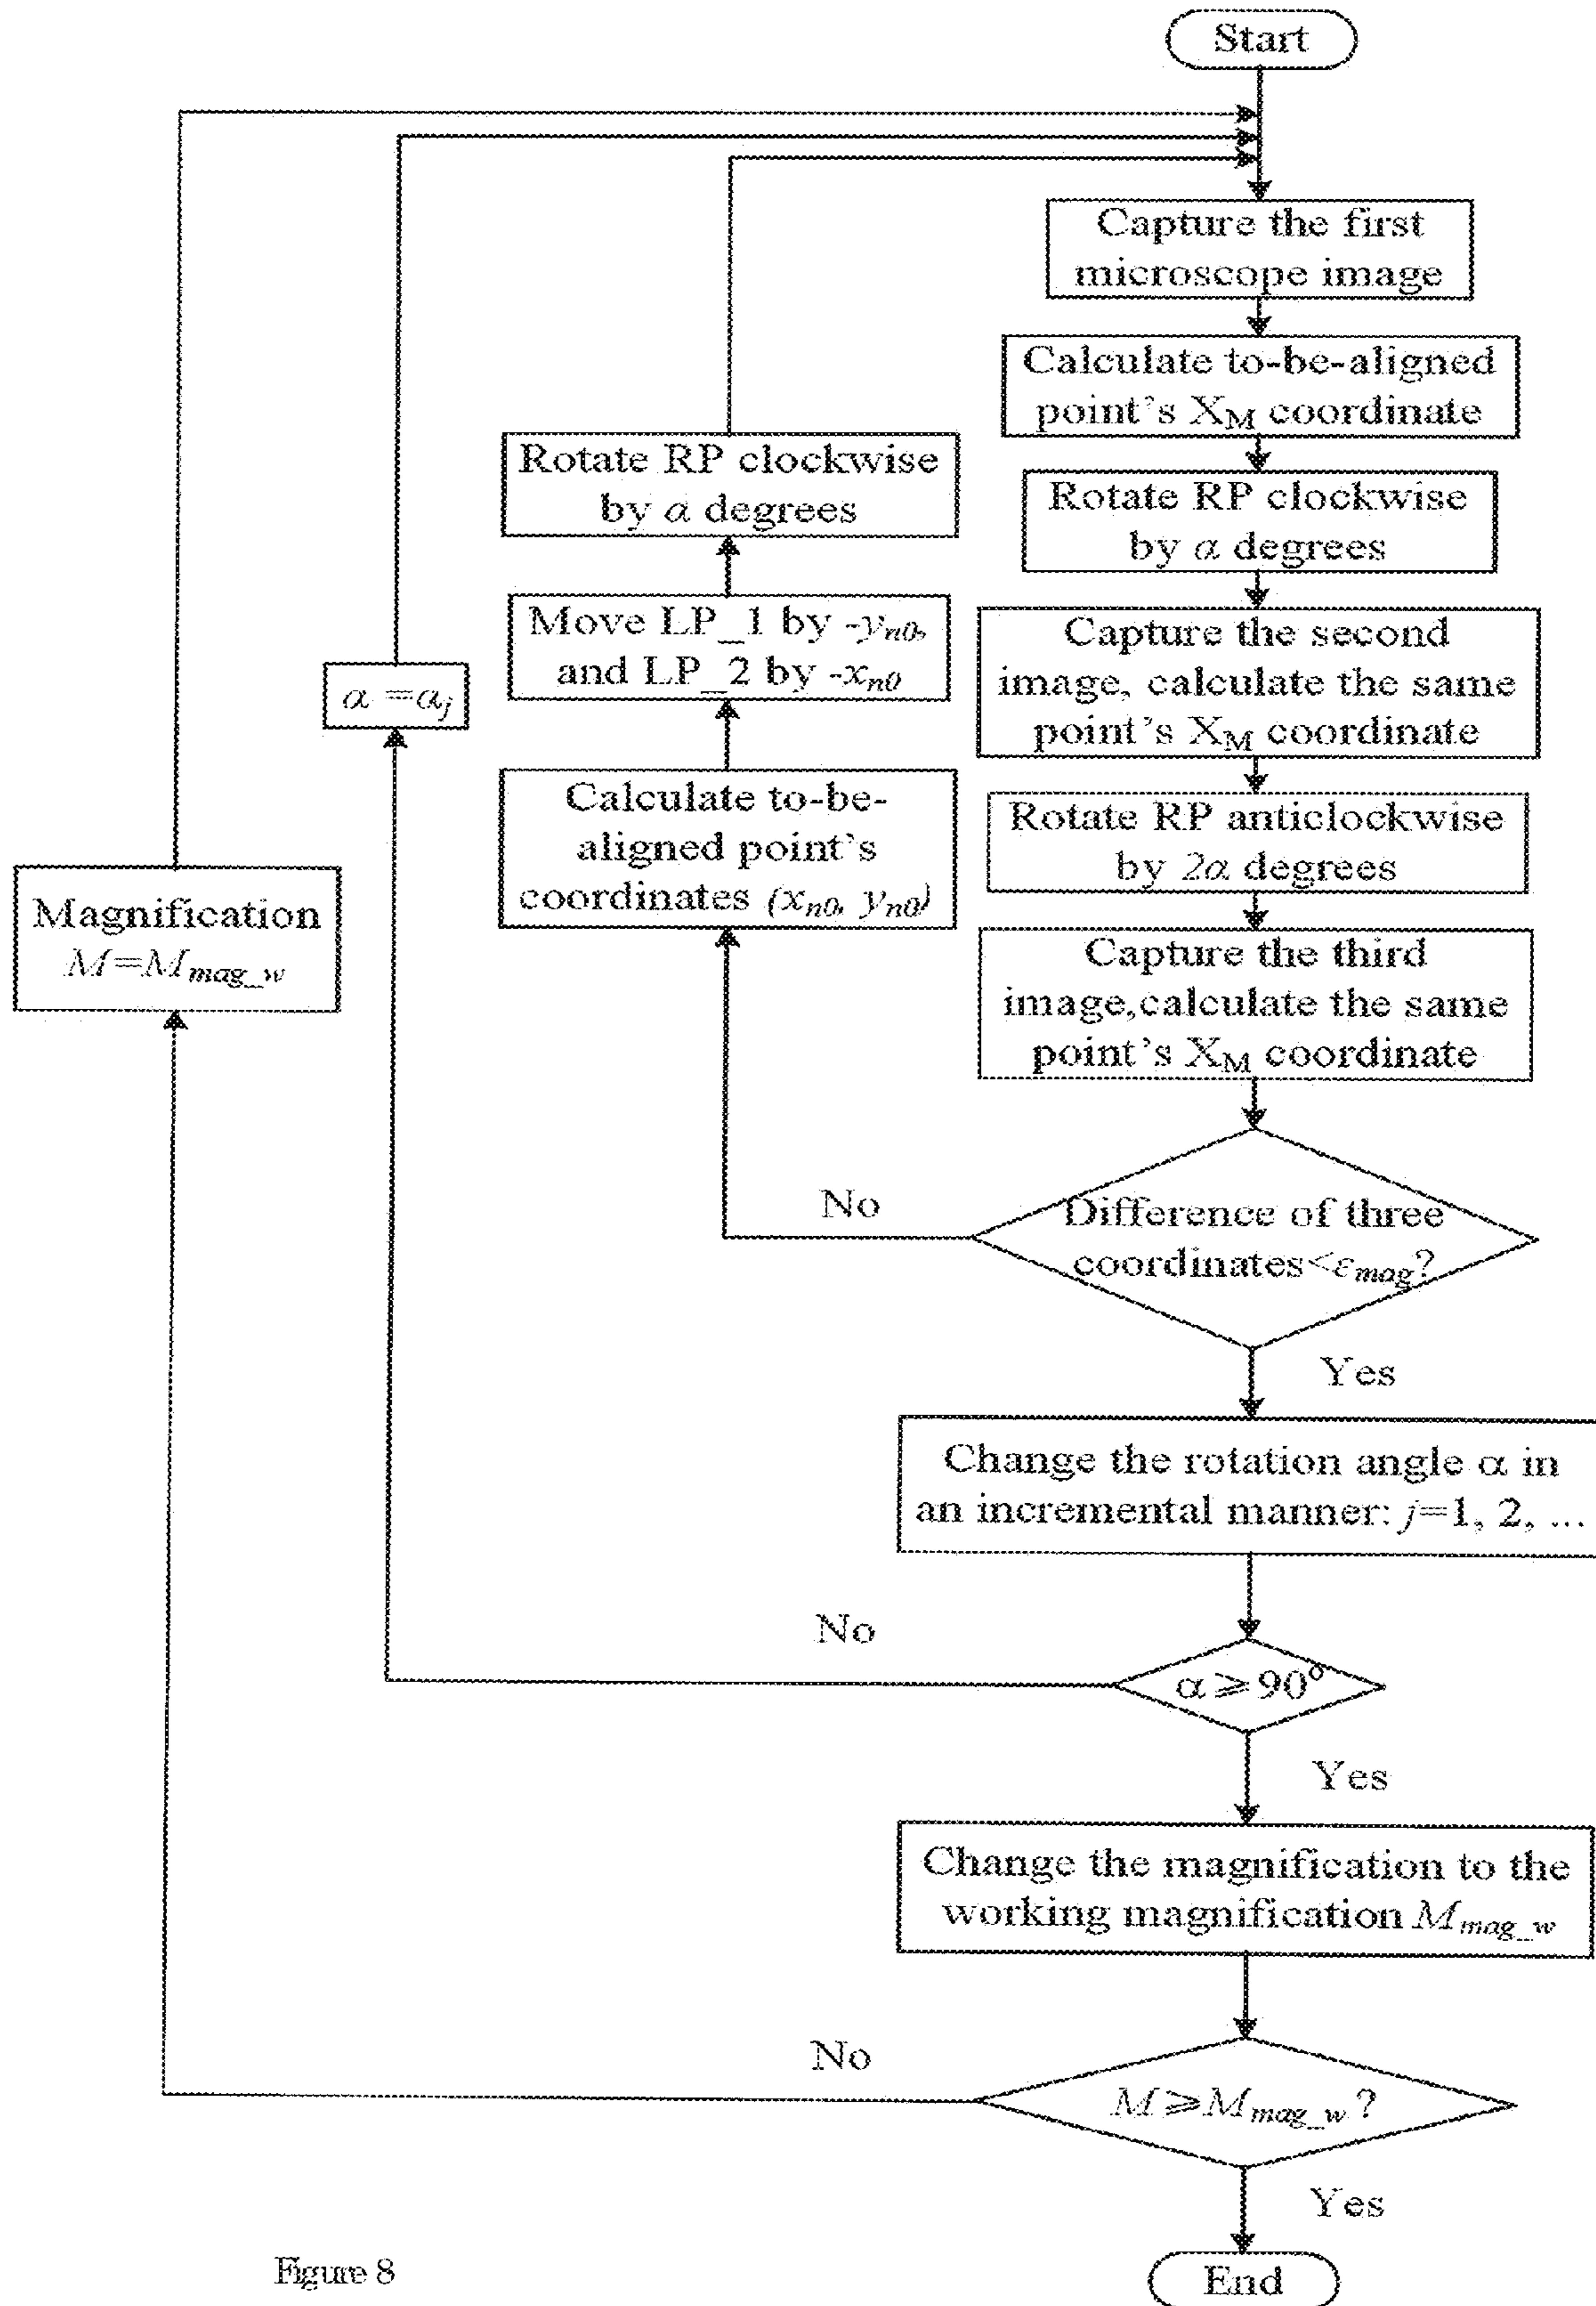 Start
Capture the first
microscope image
Calculate to-be-aligned
point's X_M coordinate
Rotate RP clockwise
by α degrees
Capture the second
image, calculate the same
point's X_M coordinate
Rotate RP anticlockwise
by 2α degrees
Capture the third
image,calculate the same
point's X_M coordinate
Difference of three
coordinates<ε_mag?
No
Calculate to-be-
aligned point's
coordinates (x_n0, y_n0)
Move LP_1 by -y_n0,
and LP_2 by -x_n0
Rotate RP clockwise
by α degrees
Yes
Change the rotation angle α in
an incremental manner: j=1, 2, ...
α⩾90°
No
α=α_j
Yes
Change the magnification to the
working magnification M_mag_w
M⩾M_mag_w?
No
Magnification
M=M_mag_w
Yes
End
Figure 8